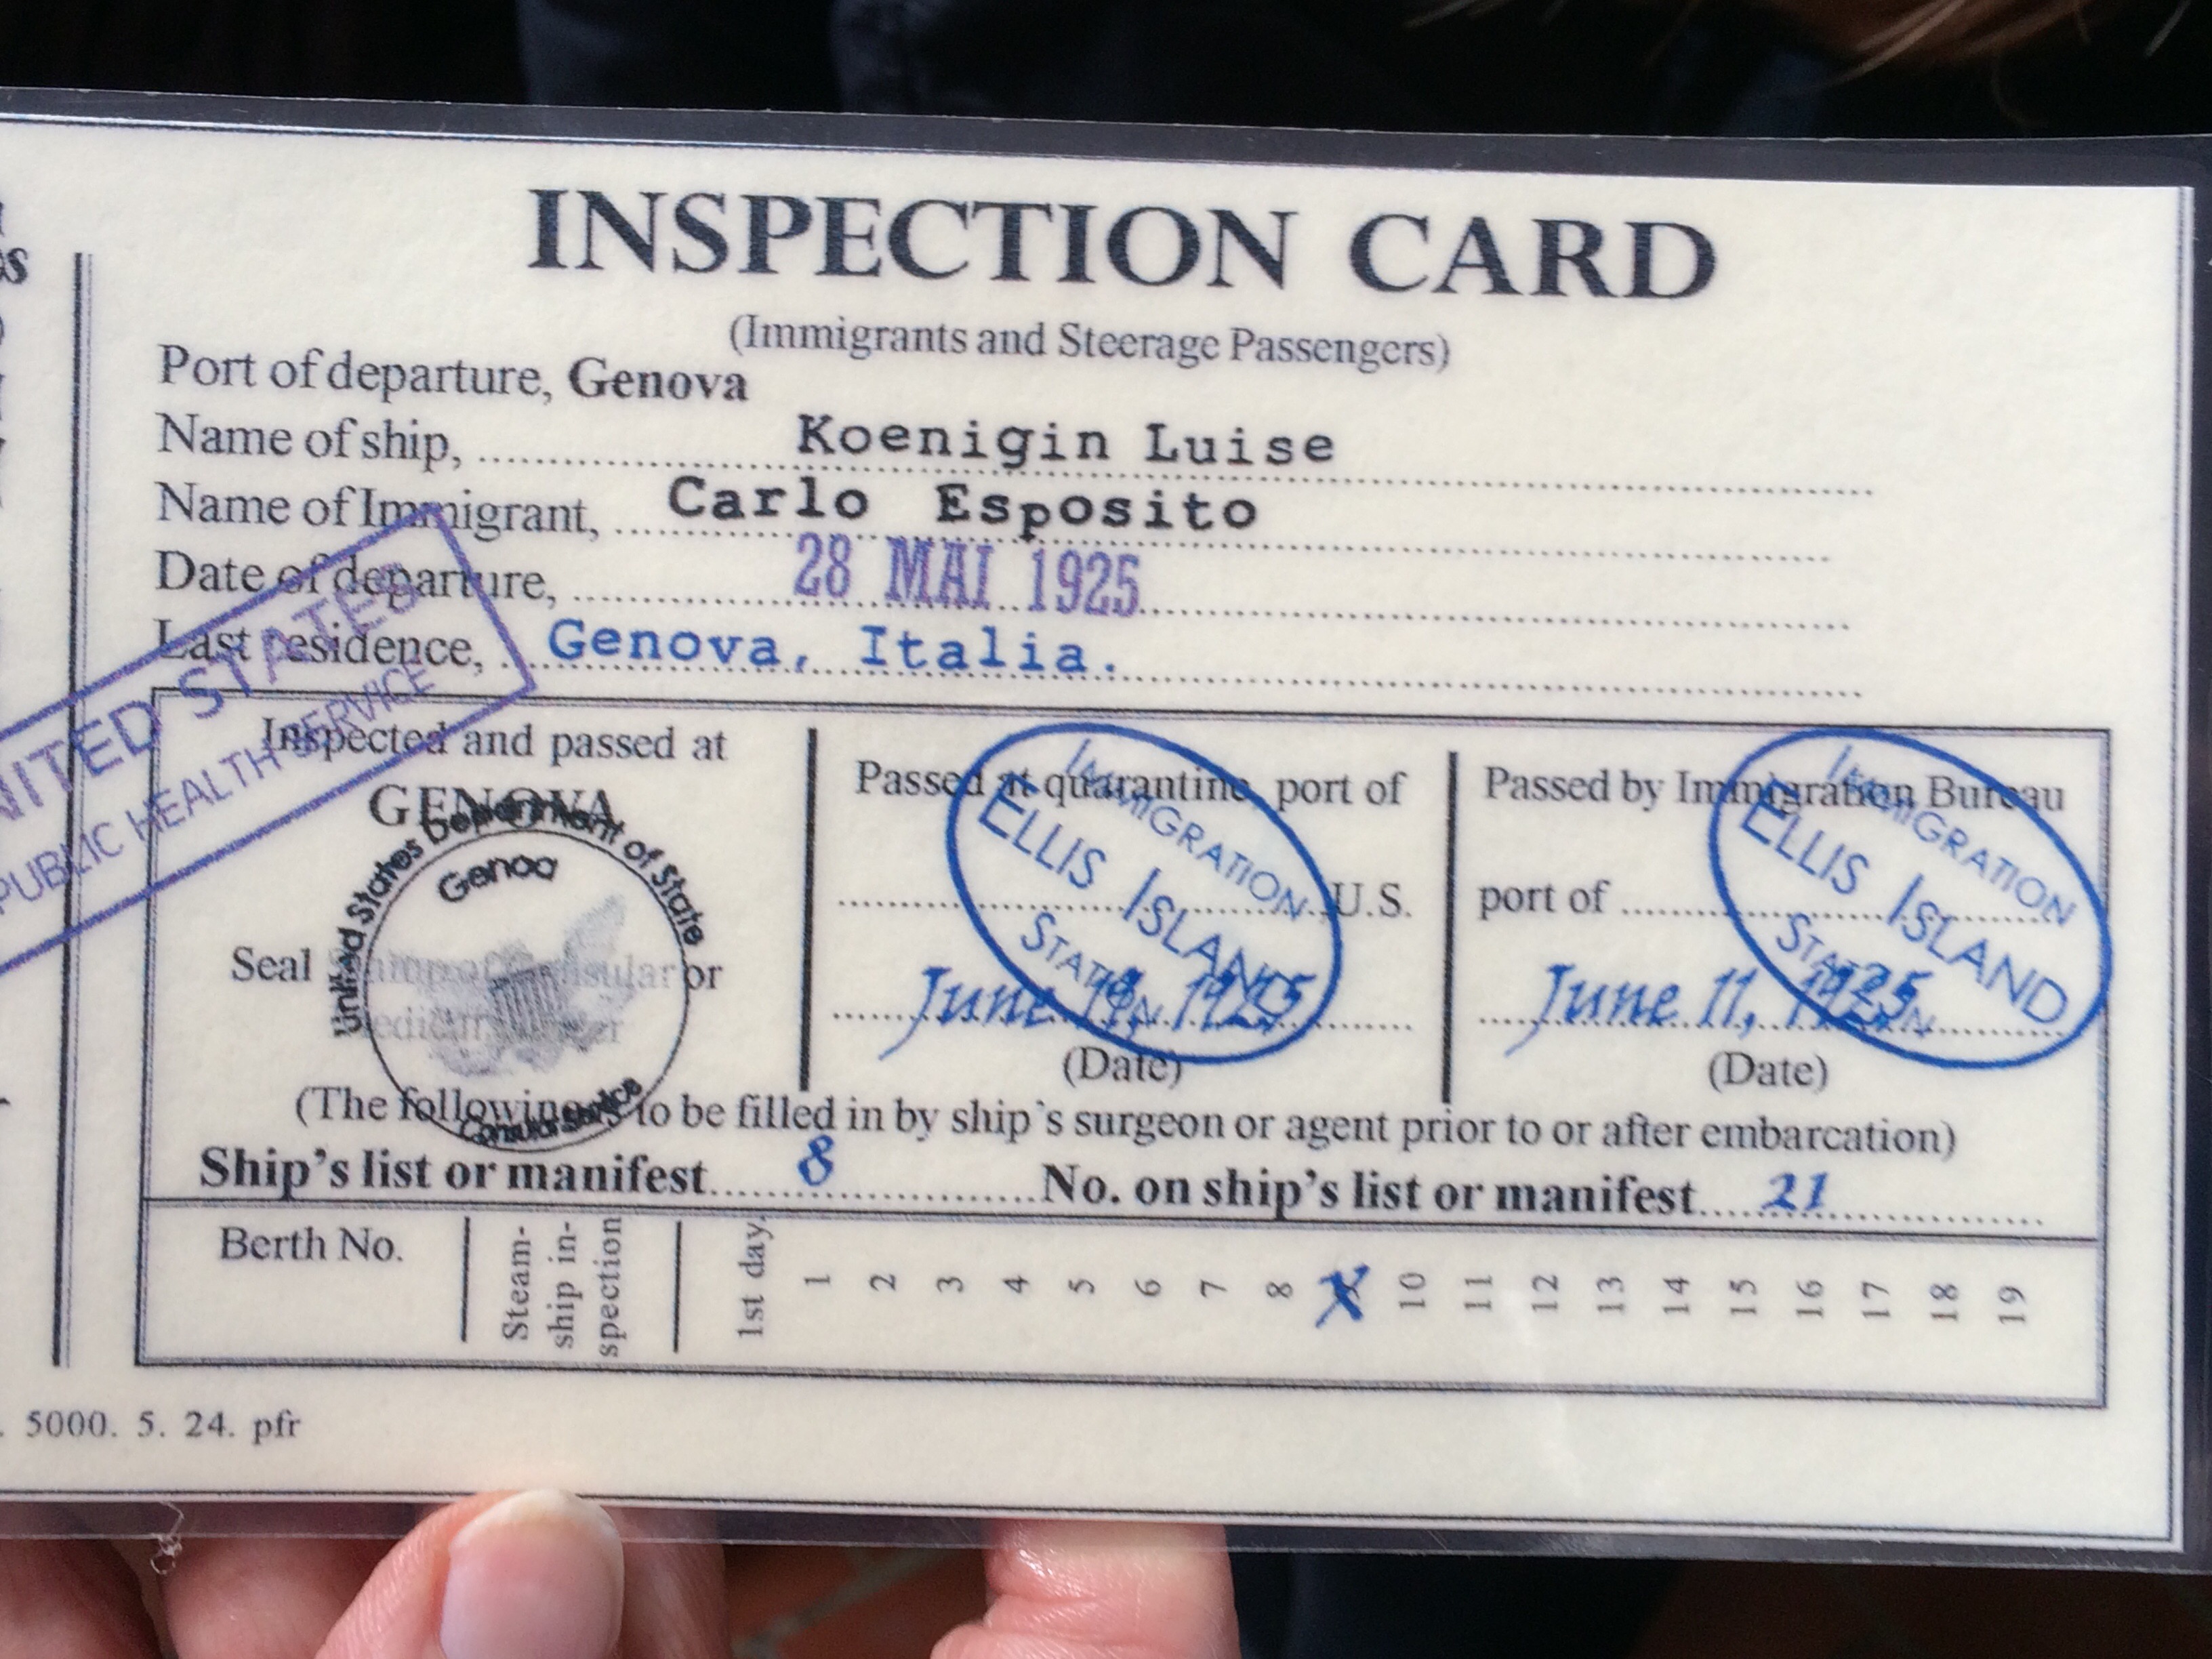 INSPECTION CARD
(Immigrants and Steerage Passengers)
Port of departure, Genova
Name of ship, Koenigin Luise
Name of Immigrant, Carlo Esposito
Date of departure, 28 MAI 1925
Last residence, Genova, Italia.
UNITED STATES
PUBLIC HEALTH SERVICE
Inspected and passed at
GENOVA
United States Department of State
Genoa
Consular Service
Seal or
Passed at quarantine, port of
U.S.
IMMIGRATION
ELLIS ISLAND
STATION
June 1925
(Date)
Passed by Immigration Bureau
port of
IMMIGRATION
ELLIS ISLAND
STATION
June 11, 1925
(Date)
(The following is to be filled in by ship's surgeon or agent prior to or after embarcation)
Ship's list or manifest 8 No. on ship's list or manifest 21
Berth No.
Steam-
ship in-
spection
1st day. 1 2 3 4 5 6 7 8 X 10 11 12 13 14 15 16 17 18 19
5000. 5. 24. pfr